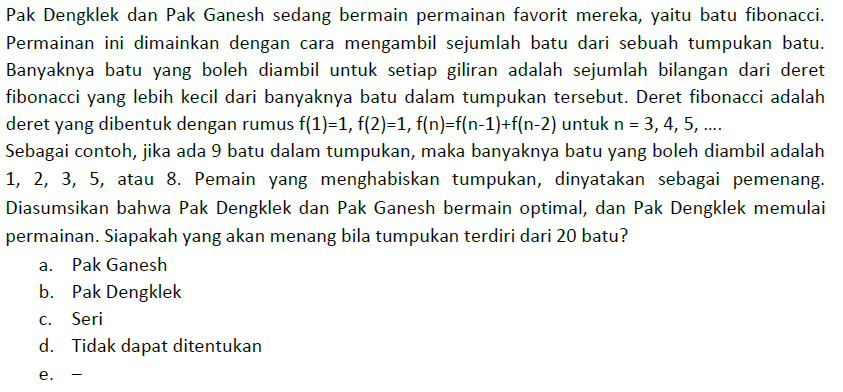 Pak Dengklek dan Pak Ganesh sedang bermain permainan favorit mereka, yaitu batu fibonacci.
Permainan ini dimainkan dengan cara mengambil sejumlah batu dari sebuah tumpukan batu.
Banyaknya batu yang boleh diambil untuk setiap giliran adalah sejumlah bilangan dari deret
fibonacci yang lebih kecil dari banyaknya batu dalam tumpukan tersebut. Deret fibonacci adalah
deret yang dibentuk dengan rumus f(1)=1, f(2)=1, f(n)=f(n-1)+f(n-2) untuk n = 3, 4, 5, ....
Sebagai contoh, jika ada 9 batu dalam tumpukan, maka banyaknya batu yang boleh diambil adalah
1, 2, 3, 5, atau 8. Pemain yang menghabiskan tumpukan, dinyatakan sebagai pemenang.
Diasumsikan bahwa Pak Dengklek dan Pak Ganesh bermain optimal, dan Pak Dengklek memulai
permainan. Siapakah yang akan menang bila tumpukan terdiri dari 20 batu?
a. Pak Ganesh
b. Pak Dengklek
c. Seri
d. Tidak dapat ditentukan
e. –